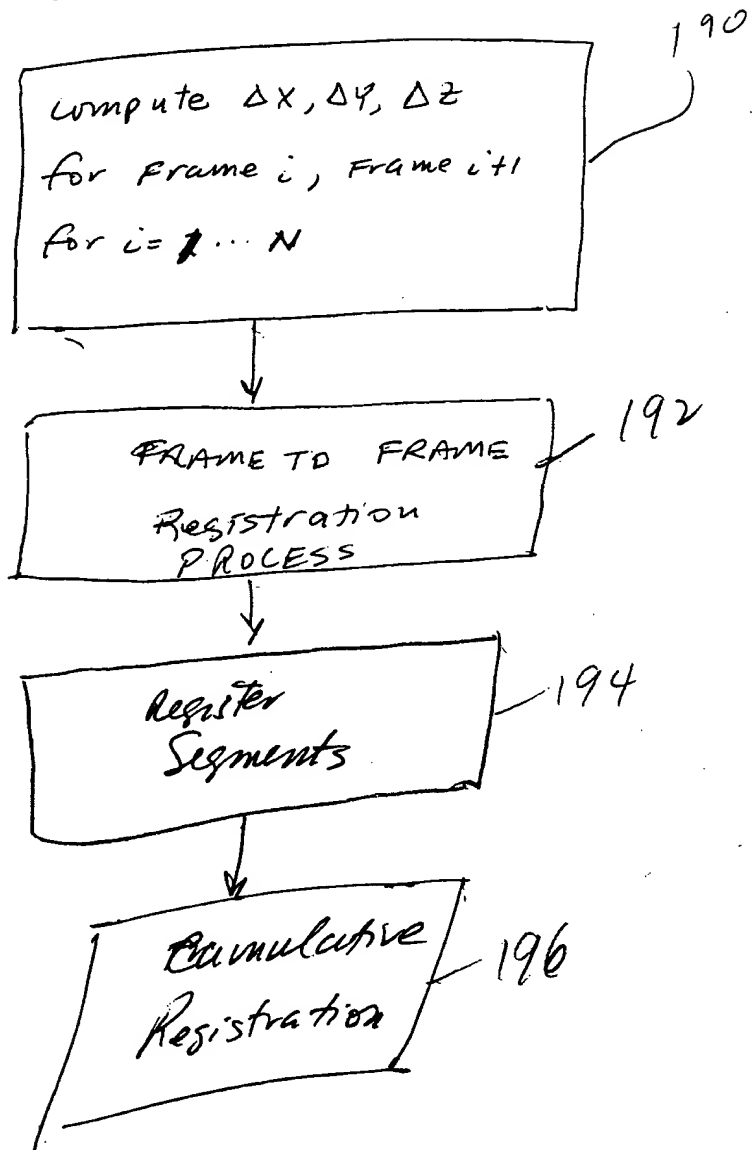 190
compute ΔX, ΔY, ΔZ
for Frame i, Frame i+1
for i= 1 ... N
192
FRAME TO FRAME
Registration
PROCESS
194
Register
Segments
Cumulative
196
Registration